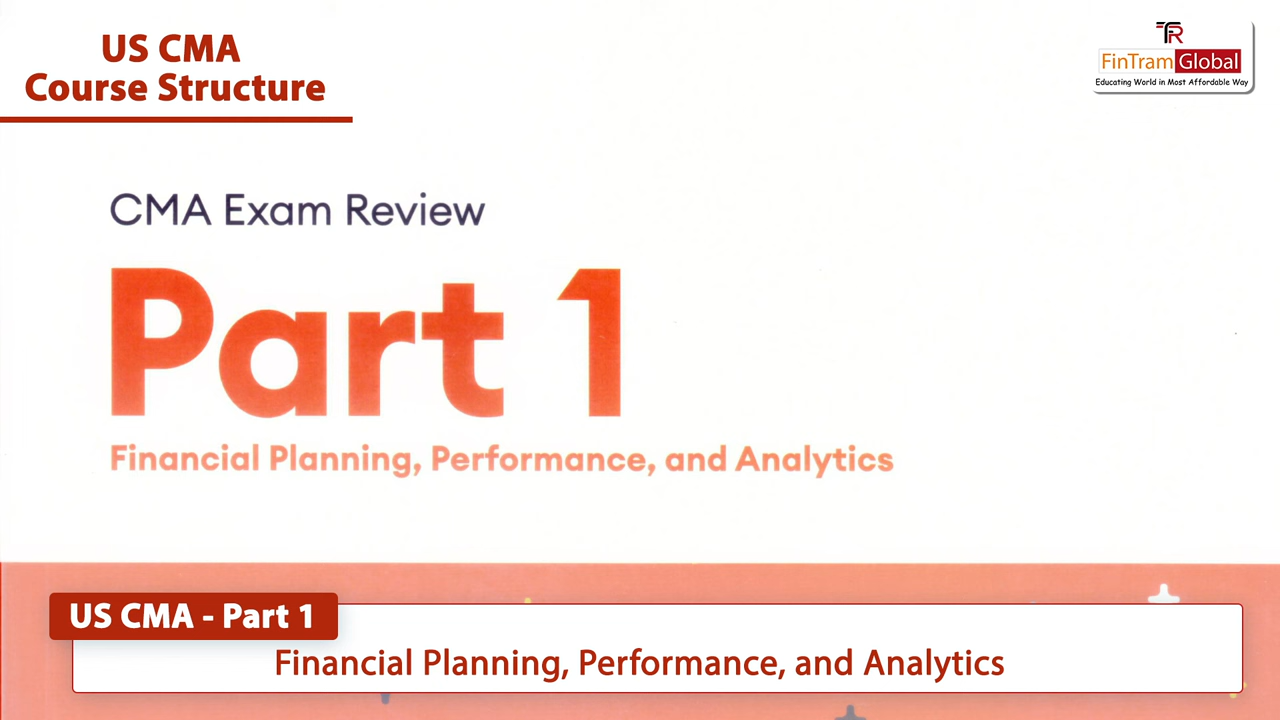 US CMA
Course Structure
FR
FinTram Global
Educating World in Most Affordable Way
CMA Exam Review
Part 1
Financial Planning, Performance, and Analytics
US CMA - Part 1
Financial Planning, Performance, and Analytics